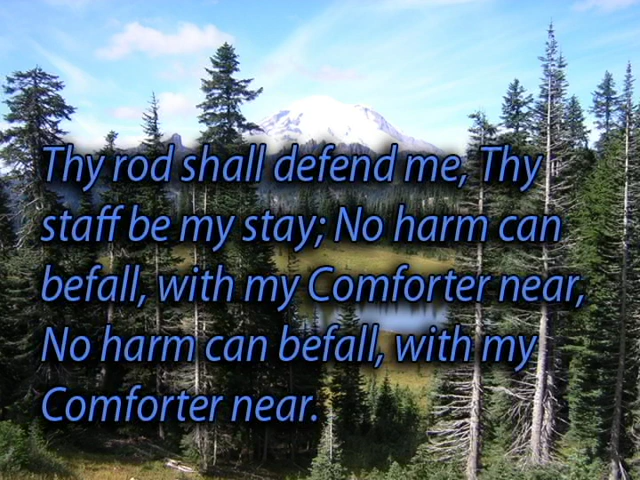 Thy rod shall defend me, Thy
staff be my stay; No harm can
befall, with my Comforter near,
No harm can befall, with my
Comforter near.